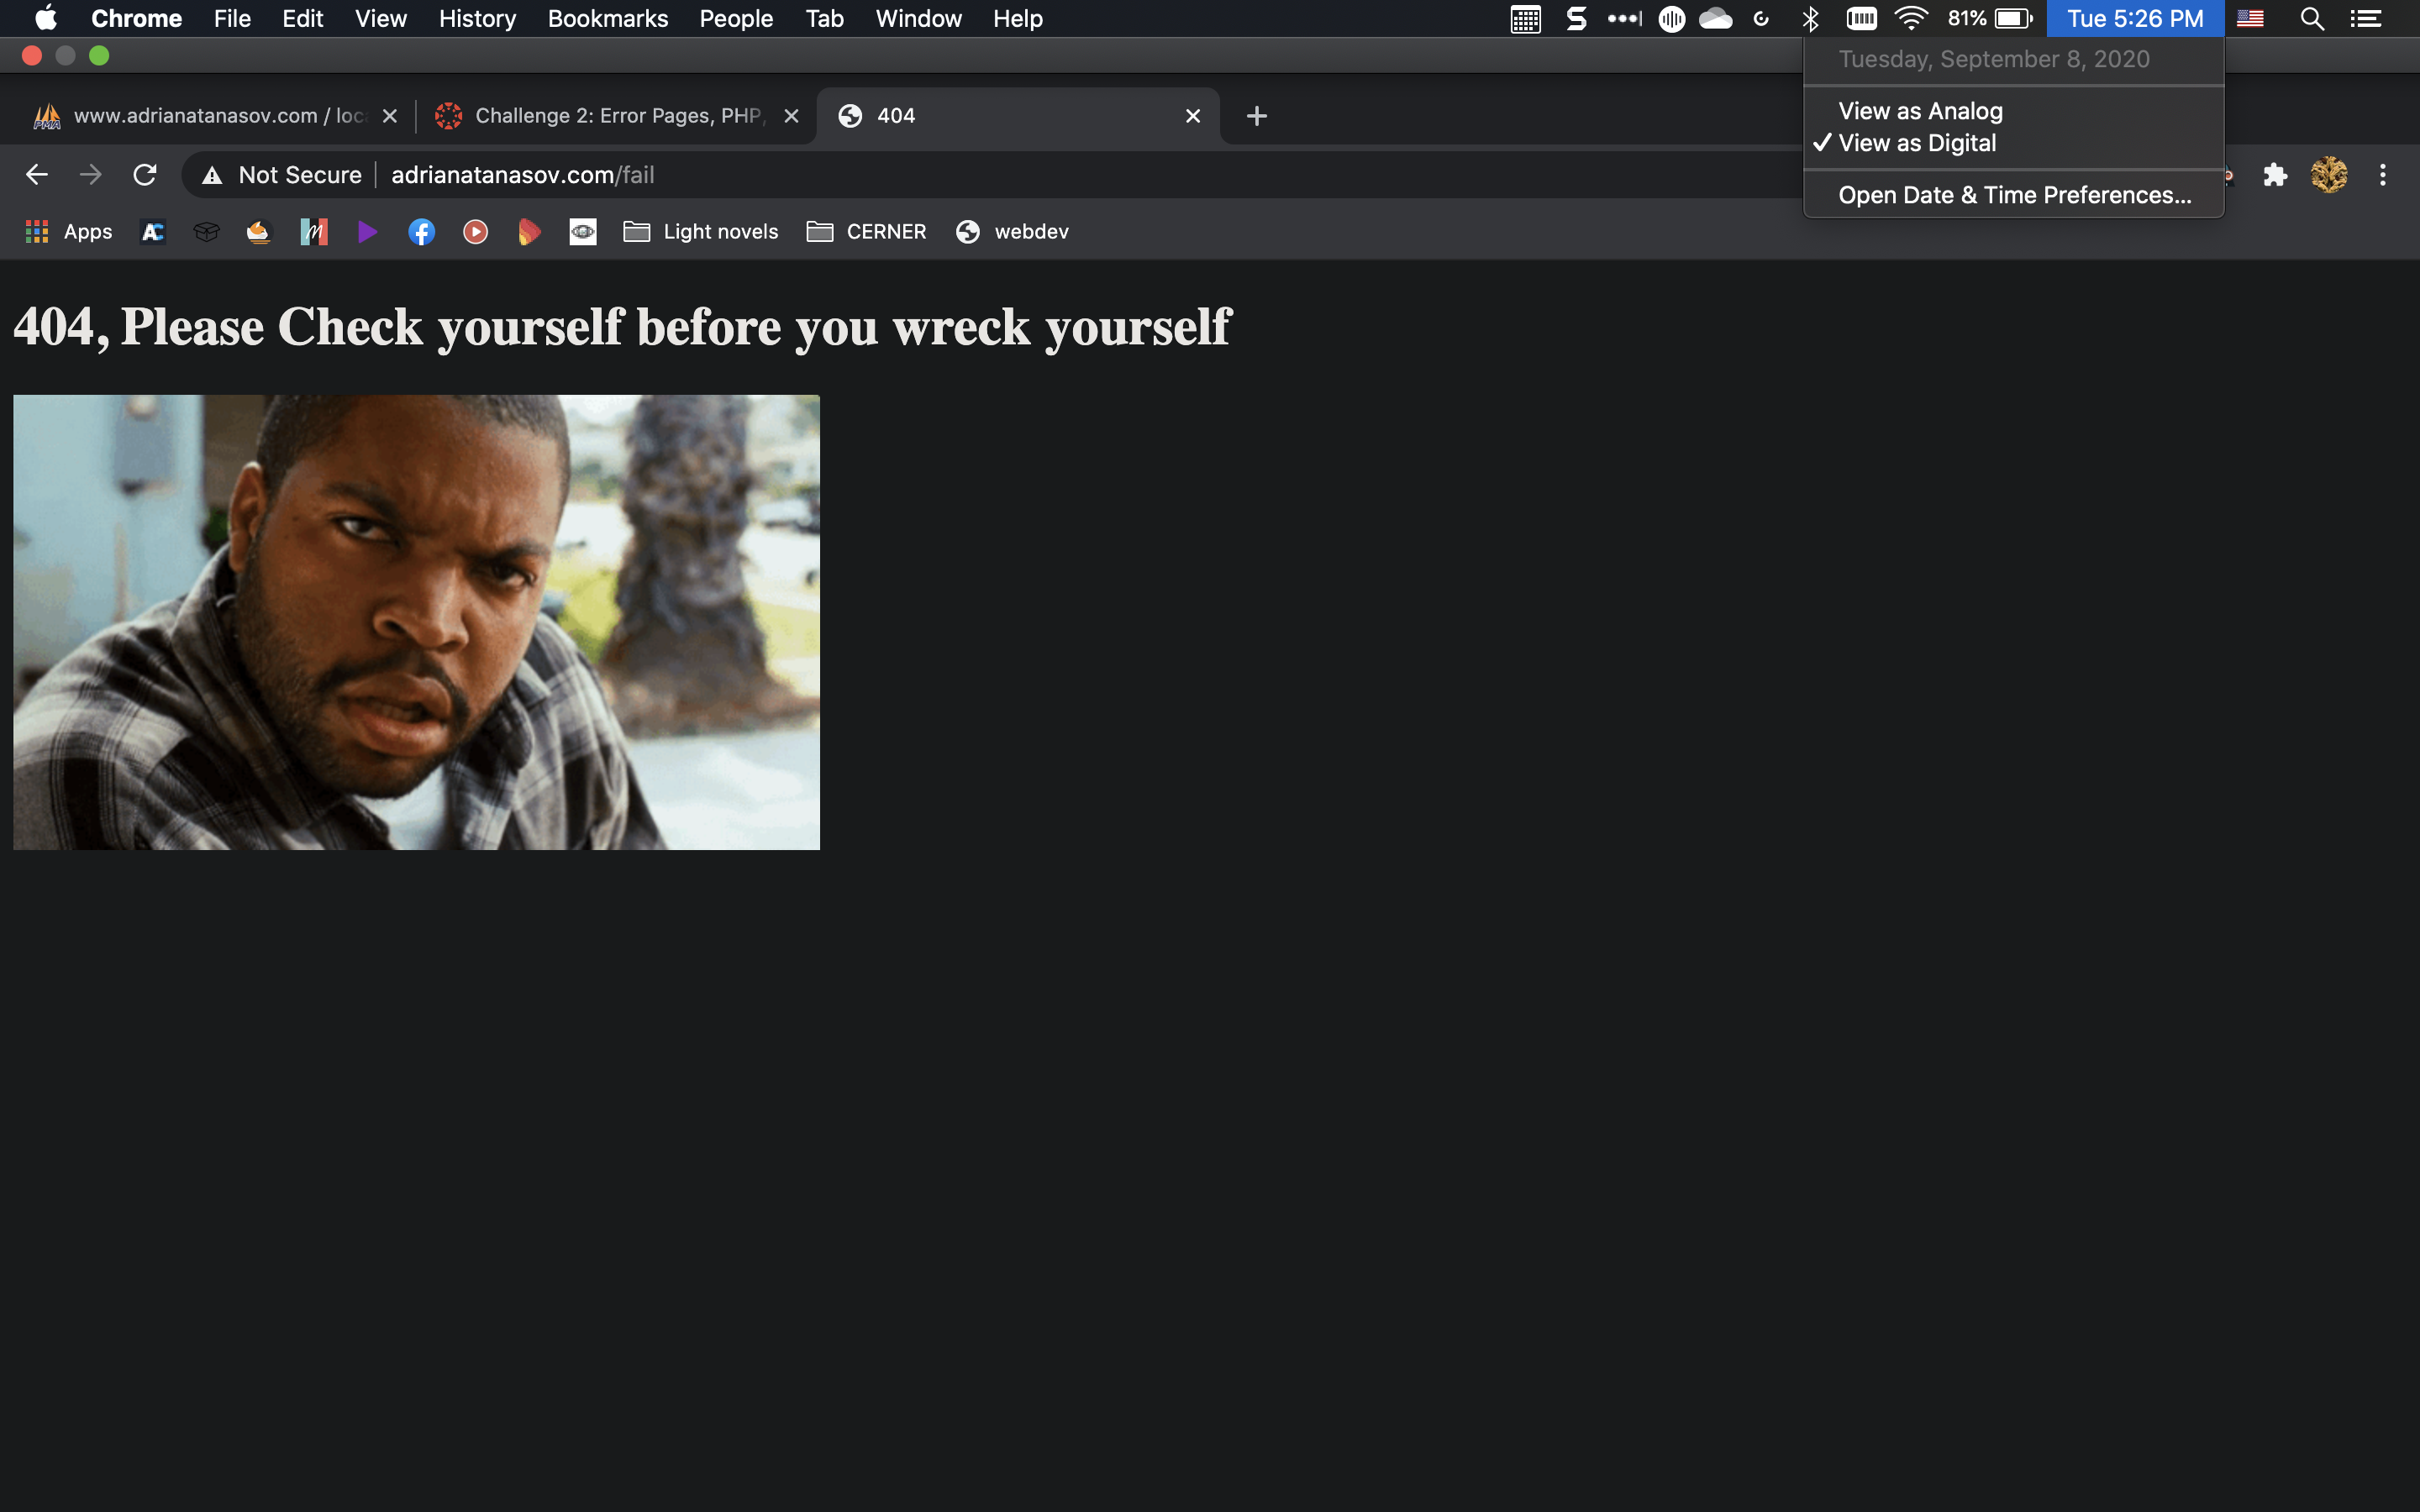 Chrome File Edit View History Bookmarks People Tab Window Help 81% Tue 5:26 PM
Tuesday, September 8, 2020
View as Analog
✓ View as Digital
Open Date & Time Preferences...
www.adrianatanasov.com / loc
Challenge 2: Error Pages, PHP,
404
Not Secure adrianatanasov.com/fail
Apps Light novels CERNER webdev
404, Please Check yourself before you wreck yourself